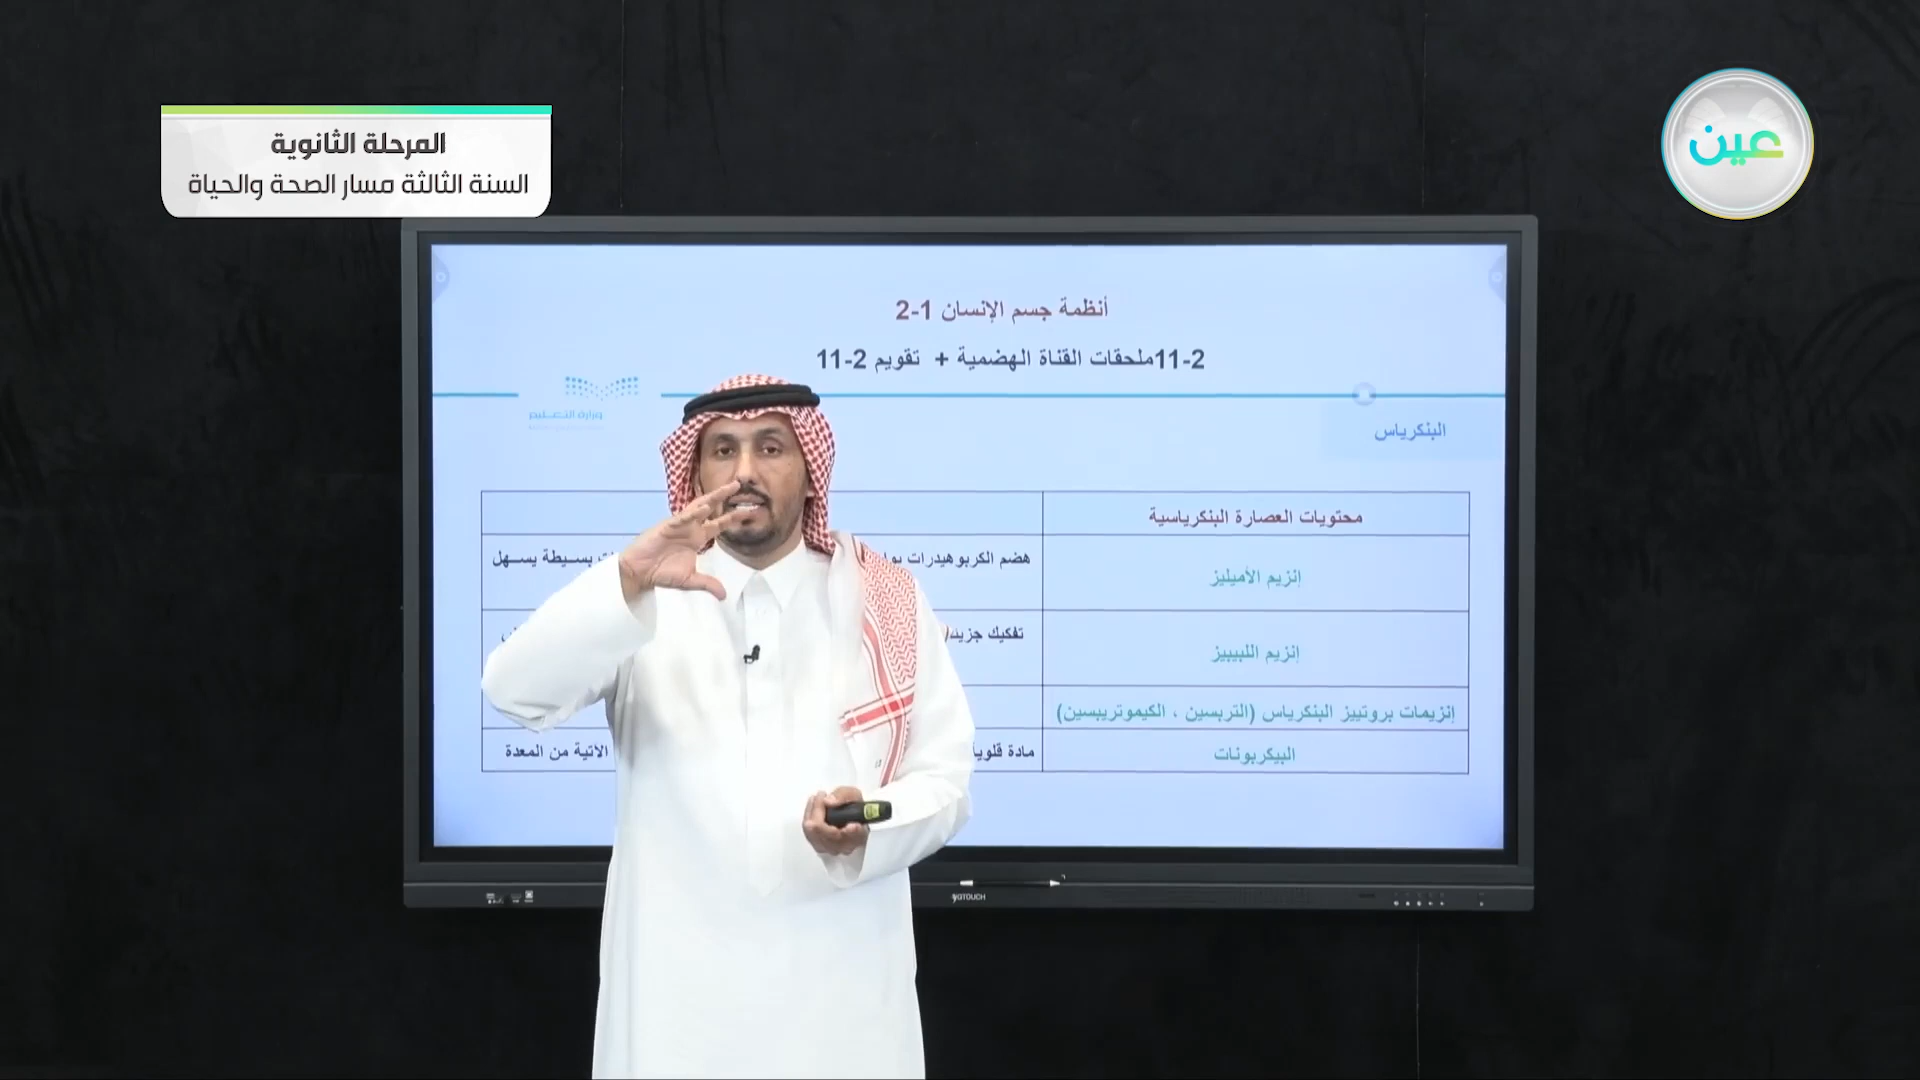 المرحلة الثانوية
السنة الثالثة مسار الصحة والحياة
عين
أنظمة جسم الإنسان 1-2
11-2ملحقات القناة الهضمية + تقويم 2-11
وزارة التعليم
البنكرياس
محتويات العصارة البنكرياسية
إنزيم الأميليز
هضم الكربوهيدرات بسيطة يسهل
إنزيم الليبيز
تفكيك
إنزيمات بروتييز البنكرياس (التربسين ، الكيموتريبسين)
البيكربونات
مادة الاتية من المعدة